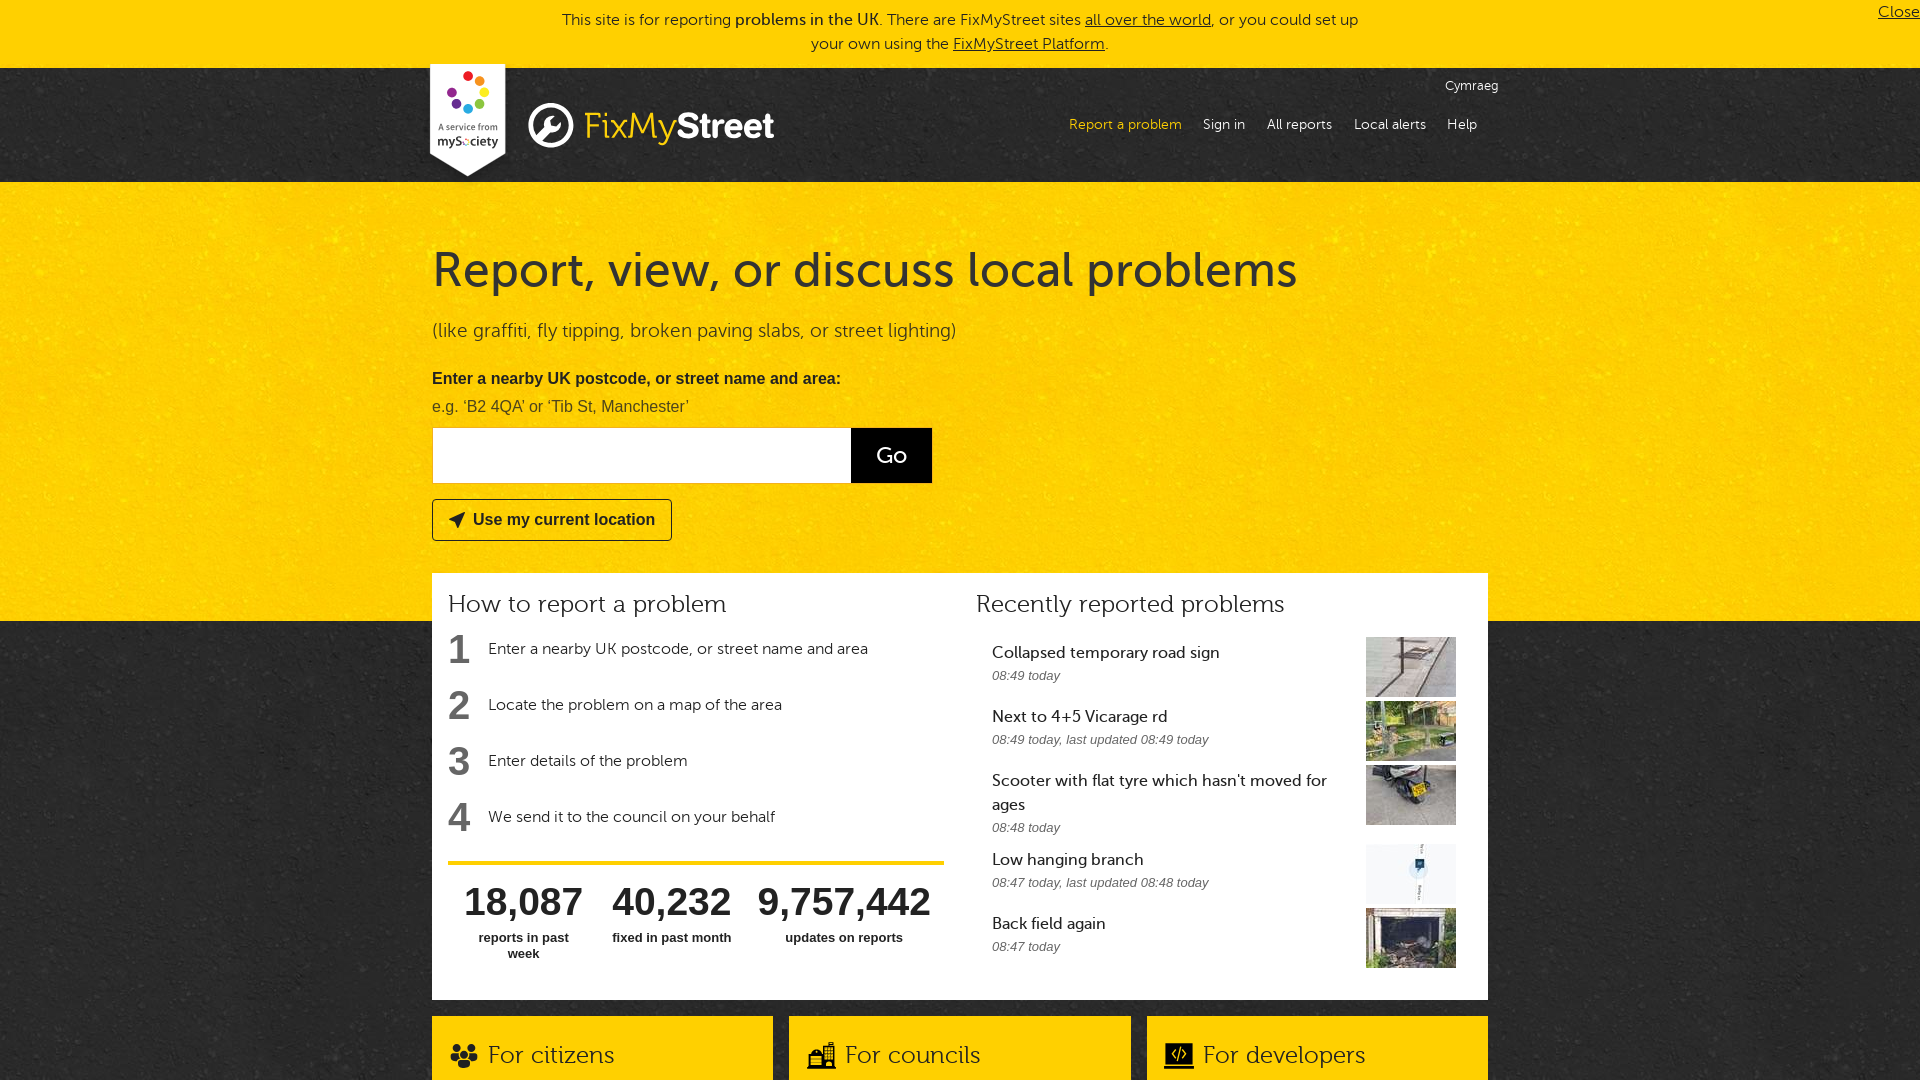 This site is for reporting problems in the UK. There are FixMyStreet sites all over the world, or you could set up
your own using the FixMyStreet Platform.
Close
A service from
mySociety
FixMyStreet
Cymraeg
Report a problem
Sign in
All reports
Local alerts
Help
Report, view, or discuss local problems
(like graffiti, fly tipping, broken paving slabs, or street lighting)
Enter a nearby UK postcode, or street name and area:
e.g. ‘B2 4QA’ or ‘Tib St, Manchester’
Go
Use my current location
How to report a problem
1 Enter a nearby UK postcode, or street name and area
2 Locate the problem on a map of the area
3 Enter details of the problem
4 We send it to the council on your behalf
18,087
reports in past
week
40,232
fixed in past month
9,757,442
updates on reports
Recently reported problems
Collapsed temporary road sign
08:49 today
Next to 4+5 Vicarage rd
08:49 today, last updated 08:49 today
Scooter with flat tyre which hasn't moved for
ages
08:48 today
Low hanging branch
08:47 today, last updated 08:48 today
Back field again
08:47 today
For citizens
For councils
For developers